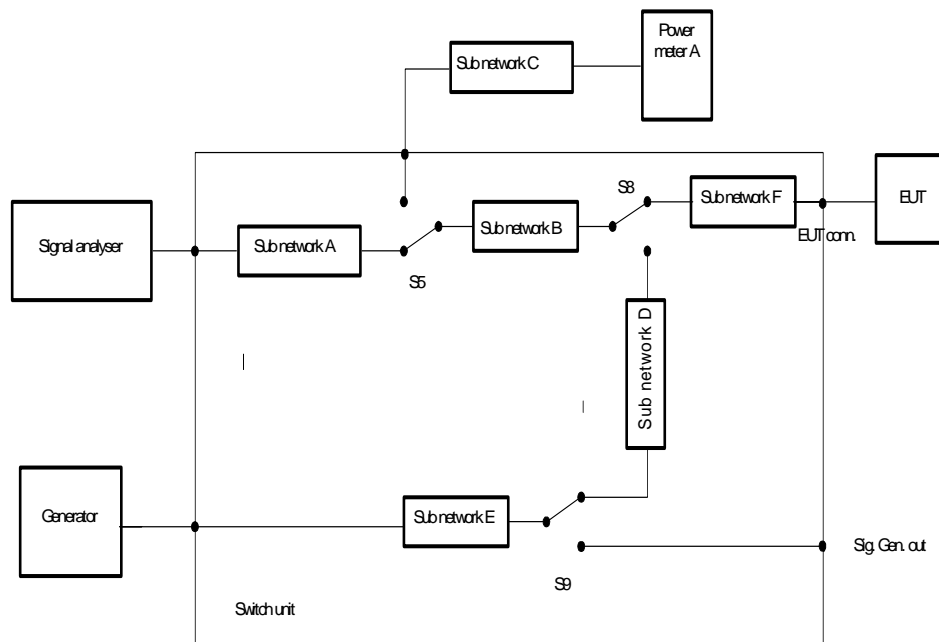 Power
meter A
Sub network C
S8
Sub network F
EUT
Signal analyser
Sub network A
Sub network B
EUT conn.
S5
Sub network D
Generator
Sub network E
Sig. Gen. out
S9
Switch unit